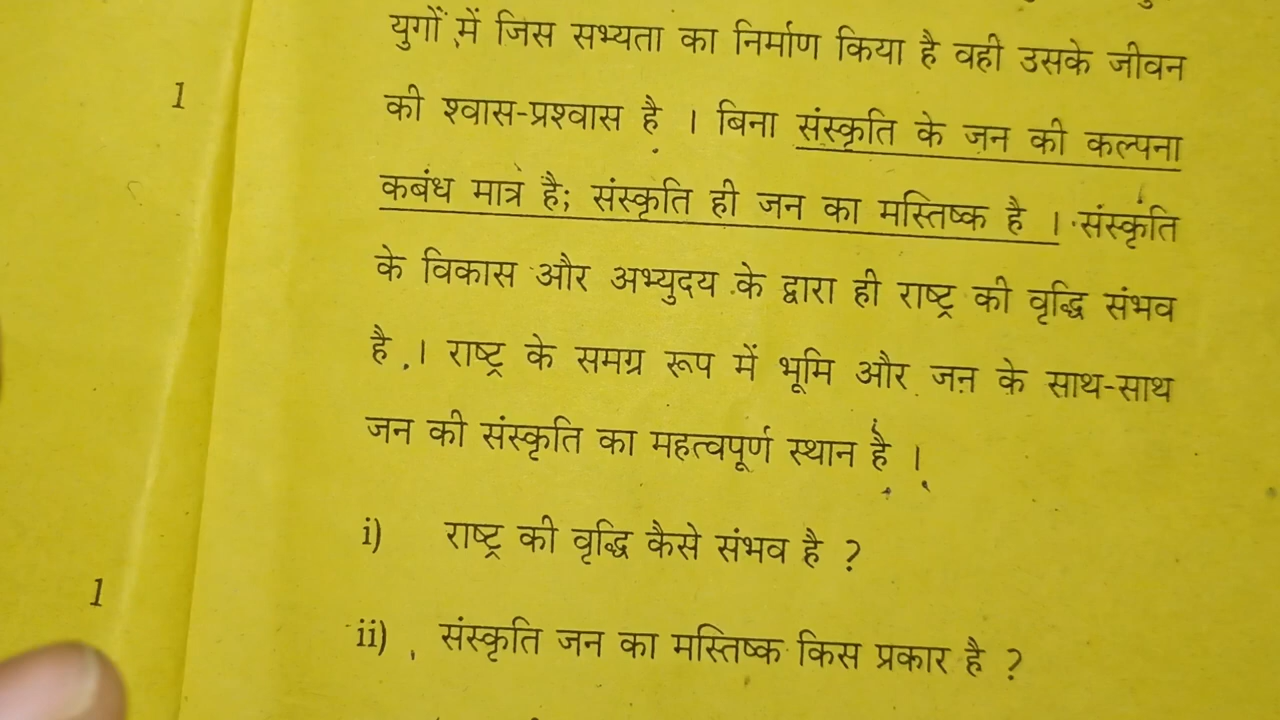 युगों में जिस सभ्यता का निर्माण किया है वही उसके जीवन
1
की श्वास-प्रश्वास है । बिना संस्कृति के जन की कल्पना
कबंध मात्र है; संस्कृति ही जन का मस्तिष्क है । संस्कृति
के विकास और अभ्युदय के द्वारा ही राष्ट्र की वृद्धि संभव
है । राष्ट्र के समग्र रूप में भूमि और जन के साथ-साथ
जन की संस्कृति का महत्वपूर्ण स्थान है ।
i) राष्ट्र की वृद्धि कैसे संभव है ?
1
ii) संस्कृति जन का मस्तिष्क किस प्रकार है ?